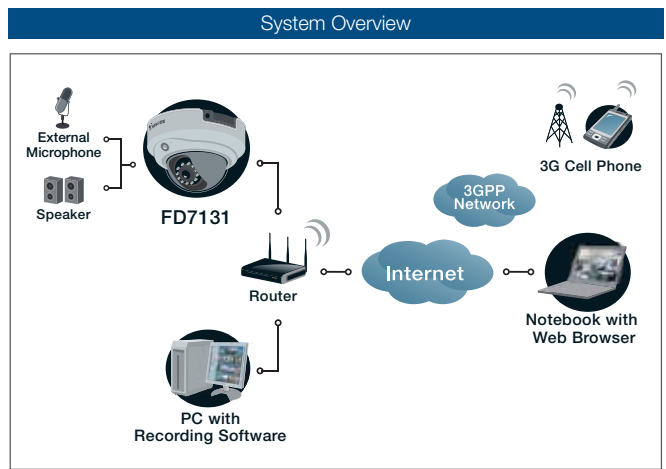 System Overview
External
Microphone
Speaker
FD7131
3G Cell Phone
3GPP
Network
Router
Internet
Notebook with
Web Browser
PC with
Recording Software